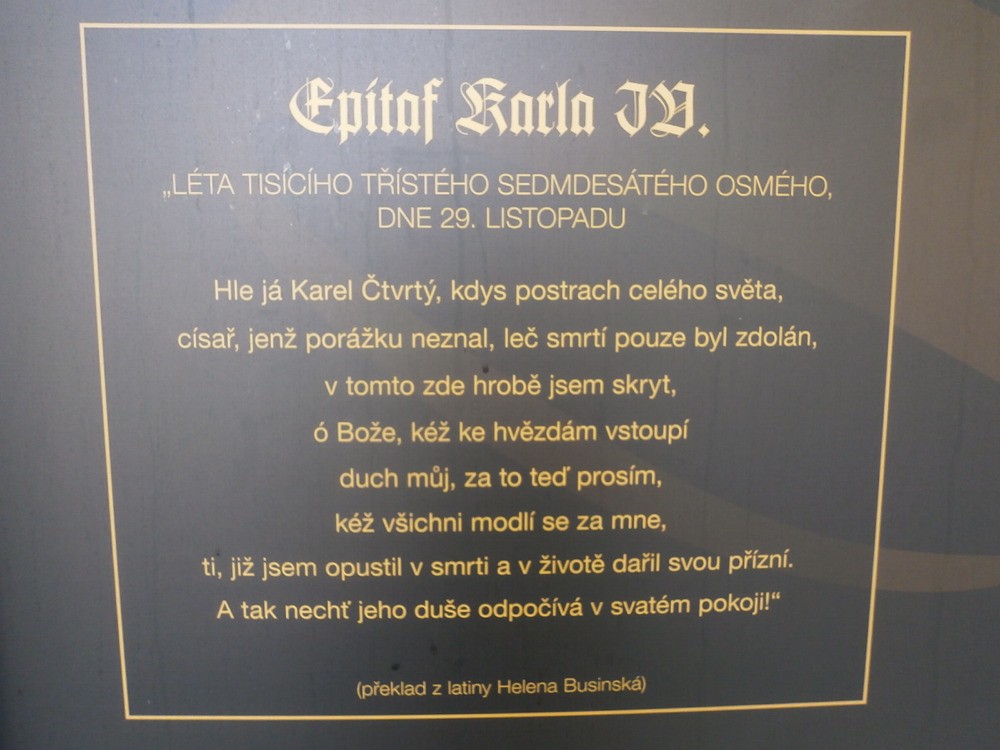 Epitaf Karla IV.
„LÉTA TISÍCÍHO TŘÍSTÉHO SEDMDESÁTÉHO OSMÉHO,
DNE 29. LISTOPADU
Hle já Karel Čtvrtý, kdys postrach celého světa,
císař, jenž porážku neznal, leč smrtí pouze byl zdolán,
v tomto zde hrobě jsem skryt,
ó Bože, kéž ke hvězdám vstoupí
duch můj, za to teď prosím,
kéž všichni modlí se za mne,
ti, již jsem opustil v smrti a v životě dařil svou přízní.
A tak nechť jeho duše odpočívá v svatém pokoji!“
(překlad z latiny Helena Businská)